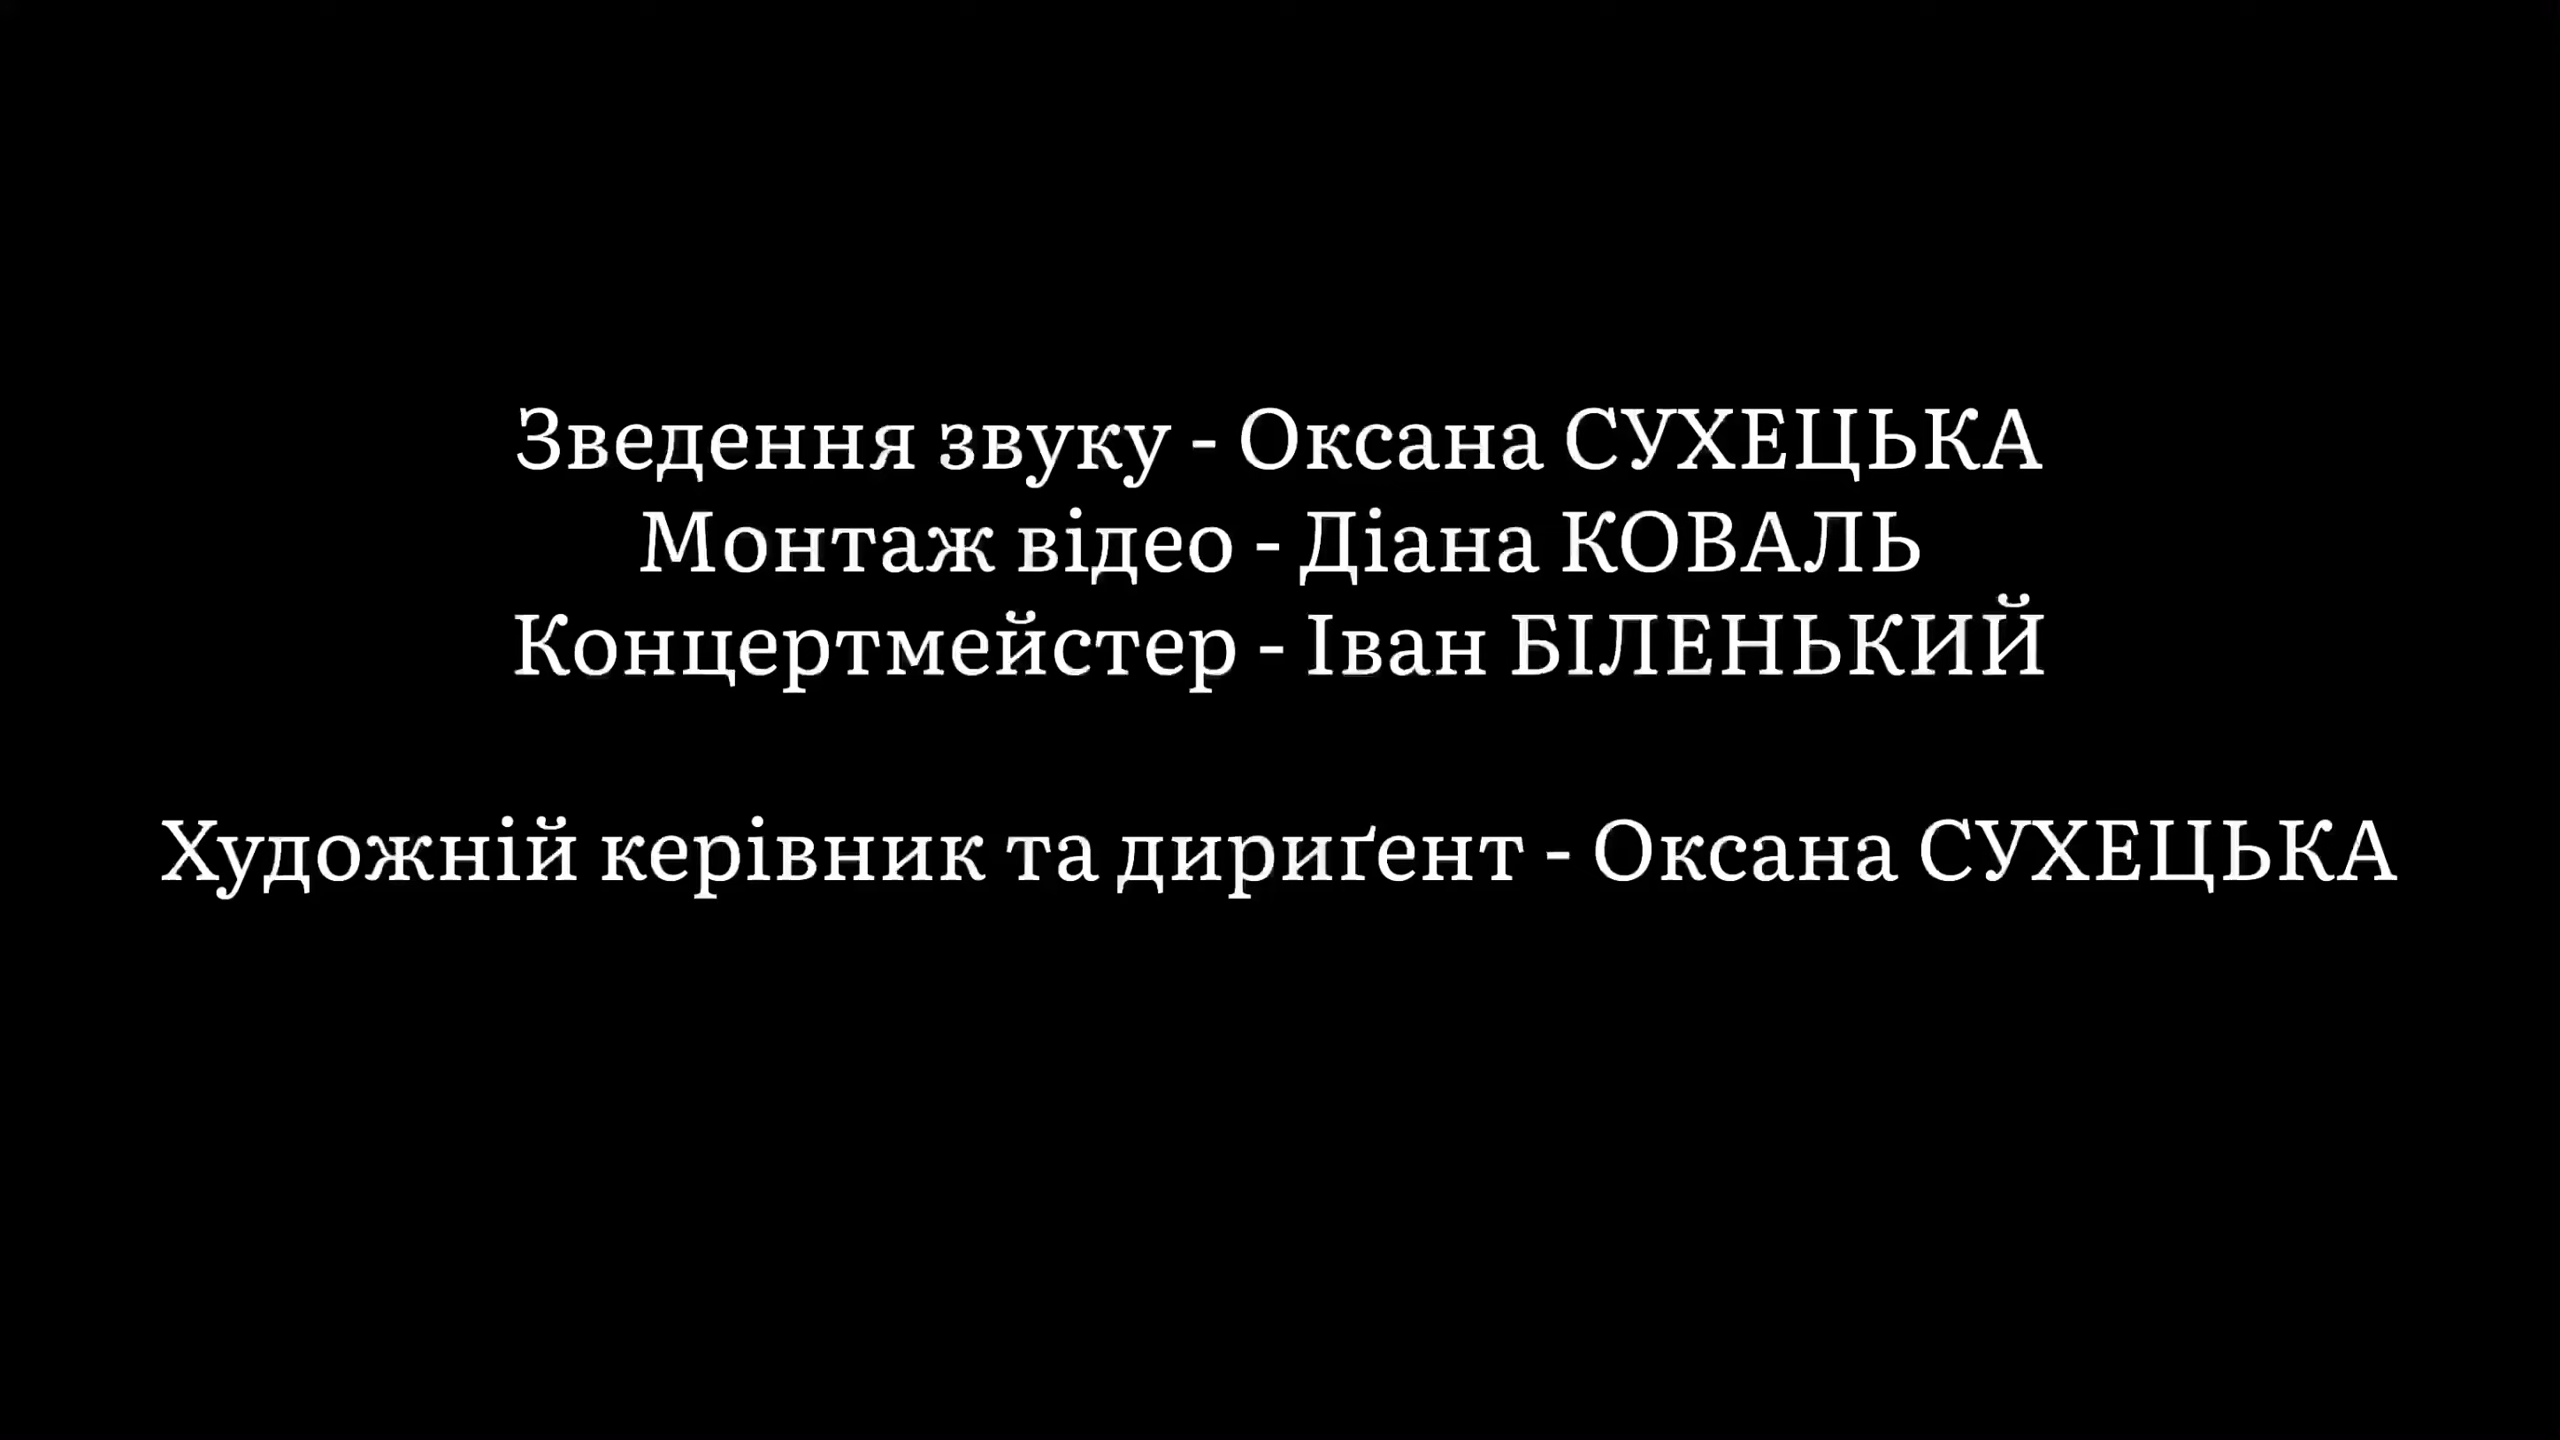 Зведення звуку - Оксана СУХЕЦЬКА
Монтаж відео - Діана КОВАЛЬ
Концертмейстер - Іван БІЛЕНЬКИЙ
Художній керівник та дириґент - Оксана СУХЕЦЬКА